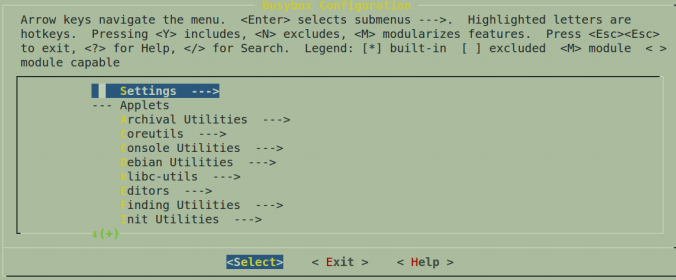 Busybox Configuration
Arrow keys navigate the menu.  <Enter> selects submenus --->.  Highlighted letters are
hotkeys.  Pressing <Y> includes, <N> excludes, <M> modularizes features.  Press <Esc><Esc>
to exit, <?> for Help, </> for Search.  Legend: [*] built-in  [ ] excluded  <M> module  < >
module capable
Settings  --->
--- Applets
Archival Utilities  --->
Coreutils  --->
Console Utilities  --->
Debian Utilities  --->
klibc-utils  --->
Editors  --->
Finding Utilities  --->
Init Utilities  --->
↓(+)
<Select>    < Exit >    < Help >